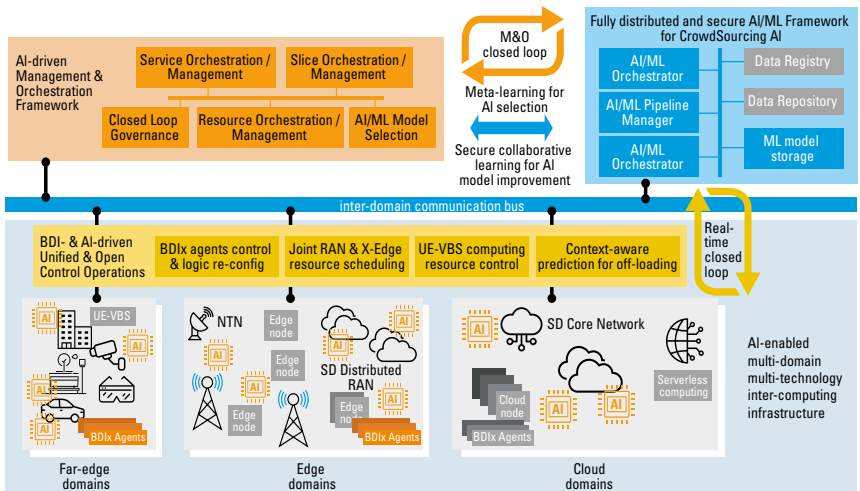 AI-driven
Management &
Orchestration
Framework
Service Orchestration /
Management
Slice Orchestration /
Management
Closed Loop
Governance
Resource Orchestration /
Management
AI/ML Model
Selection
M&O
closed loop
Meta-learning for
AI selection
Secure collaborative
learning for AI
model improvement
Fully distributed and secure AI/ML Framework
for CrowdSourcing AI
AI/ML
Orchestrator
AI/ML Pipeline
Manager
AI/ML
Orchestrator
Data Registry
Data Repository
ML model
storage
inter-domain communication bus
BDI- & AI-driven
Unified & Open
Control Operations
BDIx agents control
& logic re-config
Joint RAN & X-Edge
resource scheduling
UE-VBS computing
resource control
Context-aware
prediction for off-loading
Real-
time
closed
loop
UE-VBS
AI
AI
AI
AI
AI
BDIx Agents
Far-edge
domains
NTN
Edge
node
AI
Edge
node
AI
AI
AI
SD Distributed
RAN
Edge
node
Edge
node
AI
BDIx Agents
Edge
domains
AI
SD Core Network
Cloud
node
BDIx Agents
AI
AI
Serverless
computing
Cloud
domains
AI-enabled
multi-domain
multi-technology
inter-computing
infrastructure